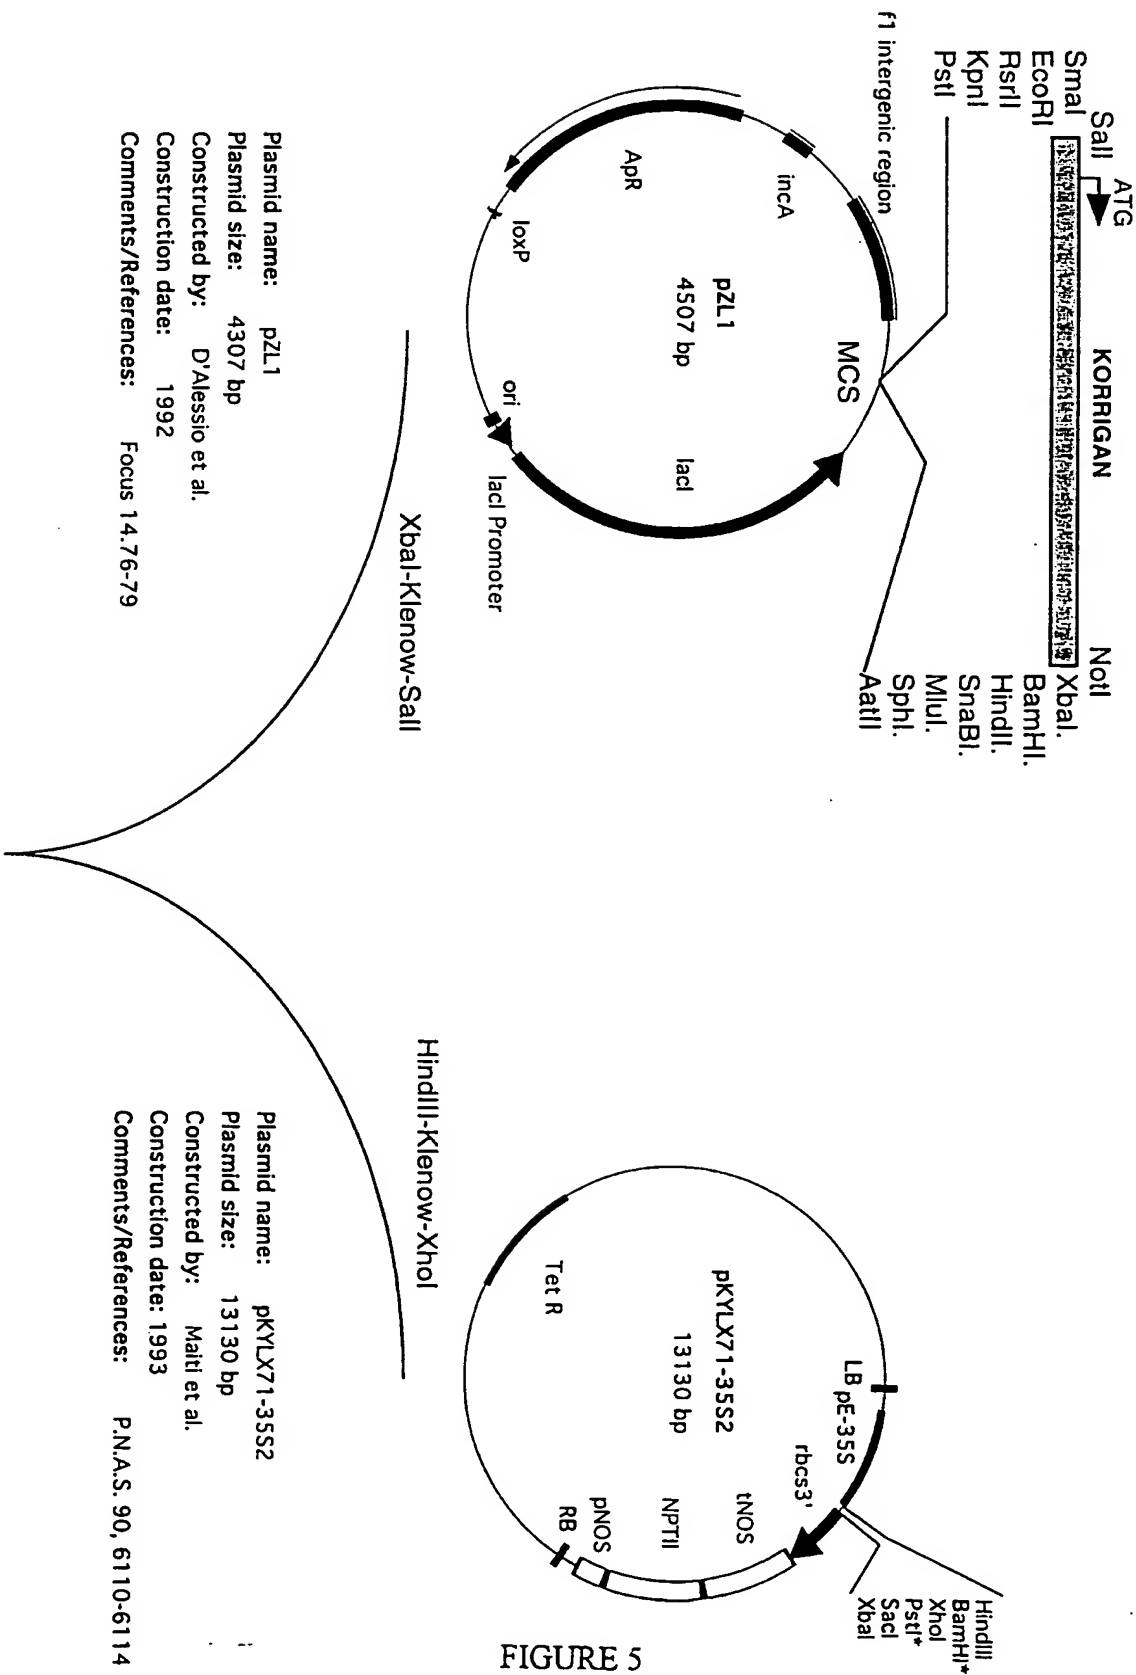 ATG
SalI
NotI
KORRIGAN
SmaI
EcoRI
RsrII
KpnI
PstI
XbaI.
BamHI.
HindII.
SnaBI.
MluI.
SphI.
AatII
f1 intergenic region
MCS
incA
ApR
loxP
pZL1
4507 bp
lacI
ori
lacI Promoter
Plasmid name: pZL1
Plasmid size: 4307 bp
Constructed by: D'Alessio et al.
Construction date: 1992
Comments/References: Focus 14.76-79
XbaI-Klenow-SalI
HindIII-Klenow-XhoI
HindIII
BamHI*
XhoI
PstI*
SacI
XbaI
LB
pE-35S
rbcs3'
tNOS
NPTII
pNOS
RB
Tet R
pKYLX71-35S2
13130 bp
Plasmid name: pKYLX71-35S2
Plasmid size: 13130 bp
Constructed by: Maiti et al.
Construction date: 1993
Comments/References: P.N.A.S. 90, 6110-6114
FIGURE 5